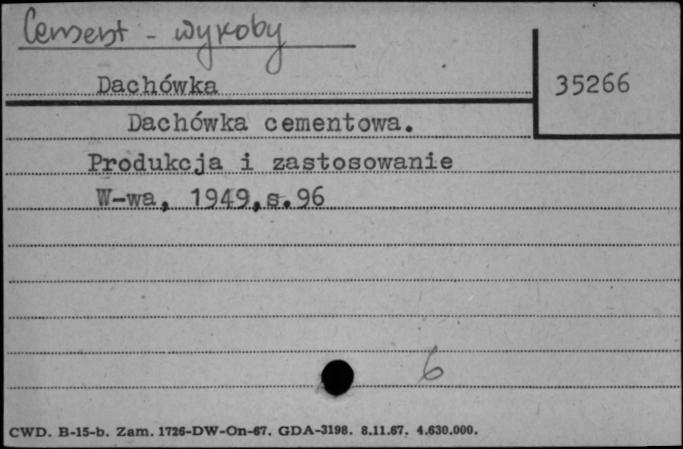 Cement - wyroby
Dachówka
35266
Dachówka cementowa.
Produkcja i zastosowanie
W-wa, 1949, s. 96
6
CWD. B-15-b. Zam. 1726-DW-On-67. GDA-3198. 8.11.67. 4.630.000.